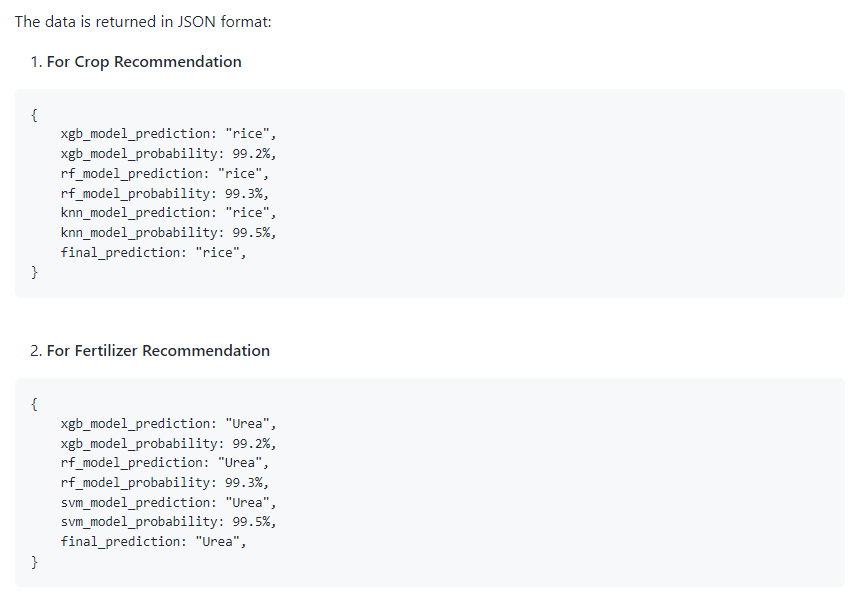 The data is returned in JSON format:
1. For Crop Recommendation
{
xgb_model_prediction: "rice",
xgb_model_probability: 99.2%,
rf_model_prediction: "rice",
rf_model_probability: 99.3%,
knn_model_prediction: "rice",
knn_model_probability: 99.5%,
final_prediction: "rice",
}
2. For Fertilizer Recommendation
{
xgb_model_prediction: "Urea",
xgb_model_probability: 99.2%,
rf_model_prediction: "Urea",
rf_model_probability: 99.3%,
svm_model_prediction: "Urea",
svm_model_probability: 99.5%,
final_prediction: "Urea",
}